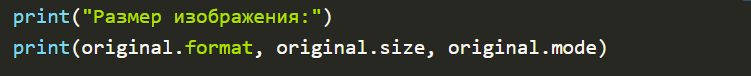 print("Размер изображения:")
print(original.format, original.size, original.mode)